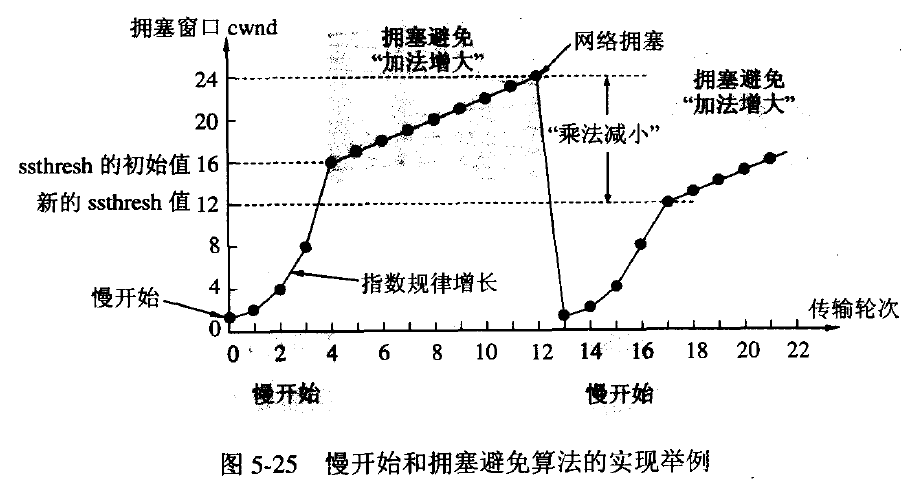 拥塞窗口 cwnd
拥塞避免
“加法增大”
网络拥塞
拥塞避免
“加法增大”
24
20
“乘法减小”
ssthresh 的初始值 16
新的 ssthresh 值 12
8
4
指数规律增长
慢开始
0
传输轮次
0 2 4 6 8 10 12 14 16 18 20 22
慢开始
慢开始
图 5-25 慢开始和拥塞避免算法的实现举例